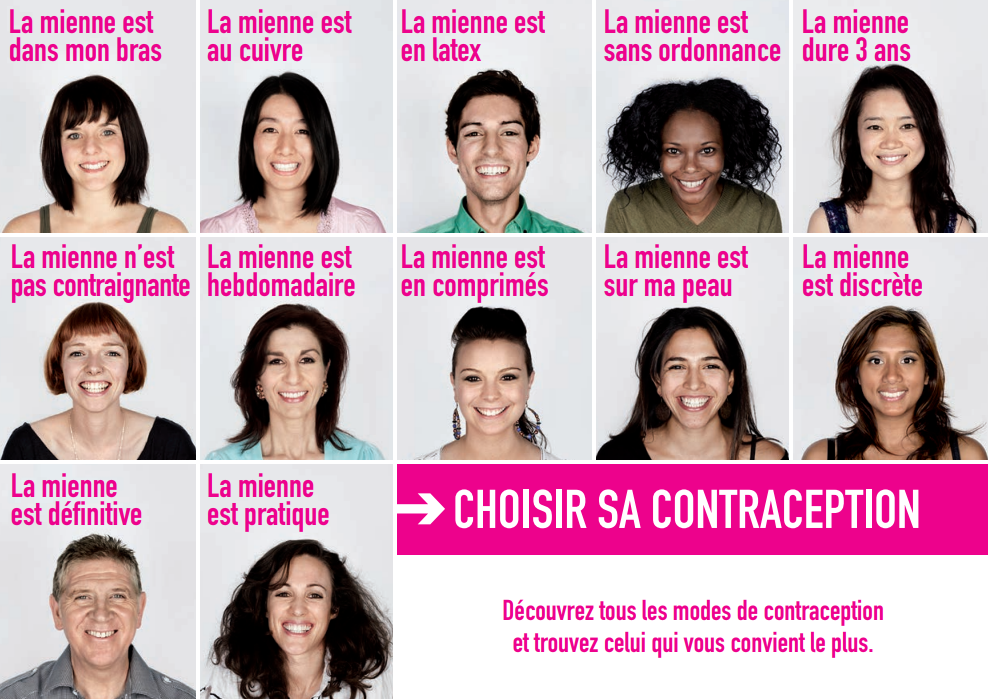 La mienne est
dans mon bras
La mienne est
au cuivre
La mienne est
en latex
La mienne est
sans ordonnance
La mienne
dure 3 ans
La mienne n'est
pas contraignante
La mienne est
hebdomadaire
La mienne est
en comprimés
La mienne est
sur ma peau
La mienne
est discrète
La mienne
est définitive
La mienne
est pratique
CHOISIR SA CONTRACEPTION
Découvrez tous les modes de contraception
et trouvez celui qui vous convient le plus.